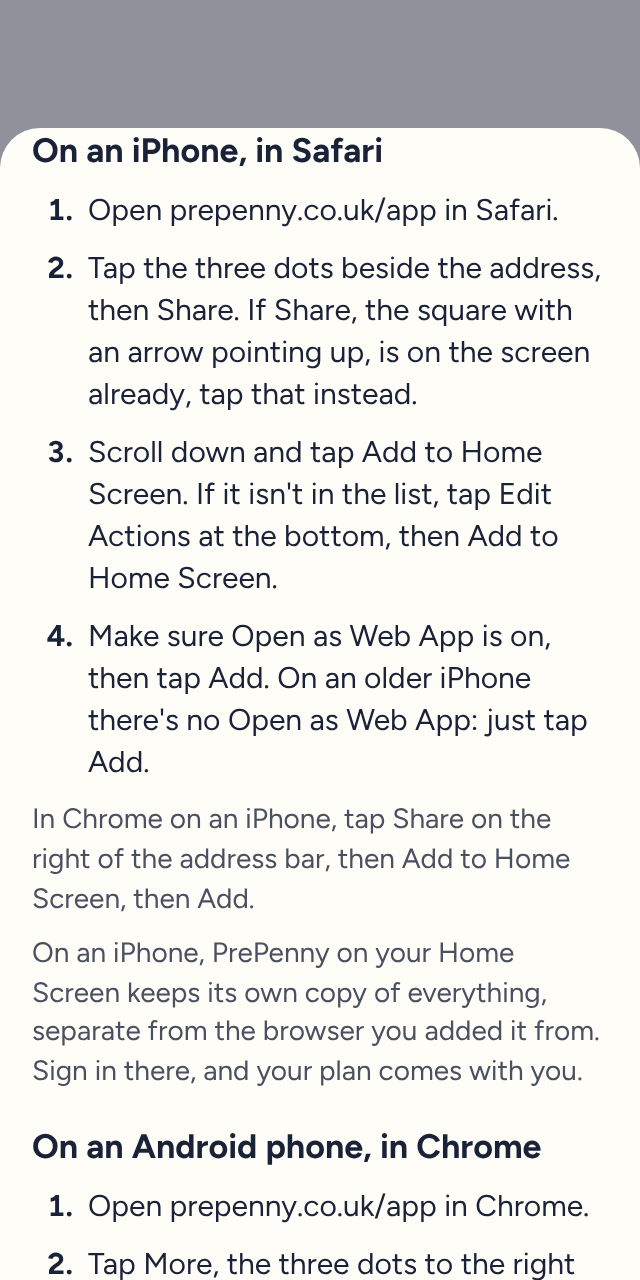 On an iPhone, in Safari
1. Open prepenny.co.uk/app in Safari.
2. Tap the three dots beside the address,
then Share. If Share, the square with
an arrow pointing up, is on the screen
already, tap that instead.
3. Scroll down and tap Add to Home
Screen. If it isn't in the list, tap Edit
Actions at the bottom, then Add to
Home Screen.
4. Make sure Open as Web App is on,
then tap Add. On an older iPhone
there's no Open as Web App: just tap
Add.
In Chrome on an iPhone, tap Share on the
right of the address bar, then Add to Home
Screen, then Add.
On an iPhone, PrePenny on your Home
Screen keeps its own copy of everything,
separate from the browser you added it from.
Sign in there, and your plan comes with you.
On an Android phone, in Chrome
1. Open prepenny.co.uk/app in Chrome.
2. Tap More, the three dots to the right